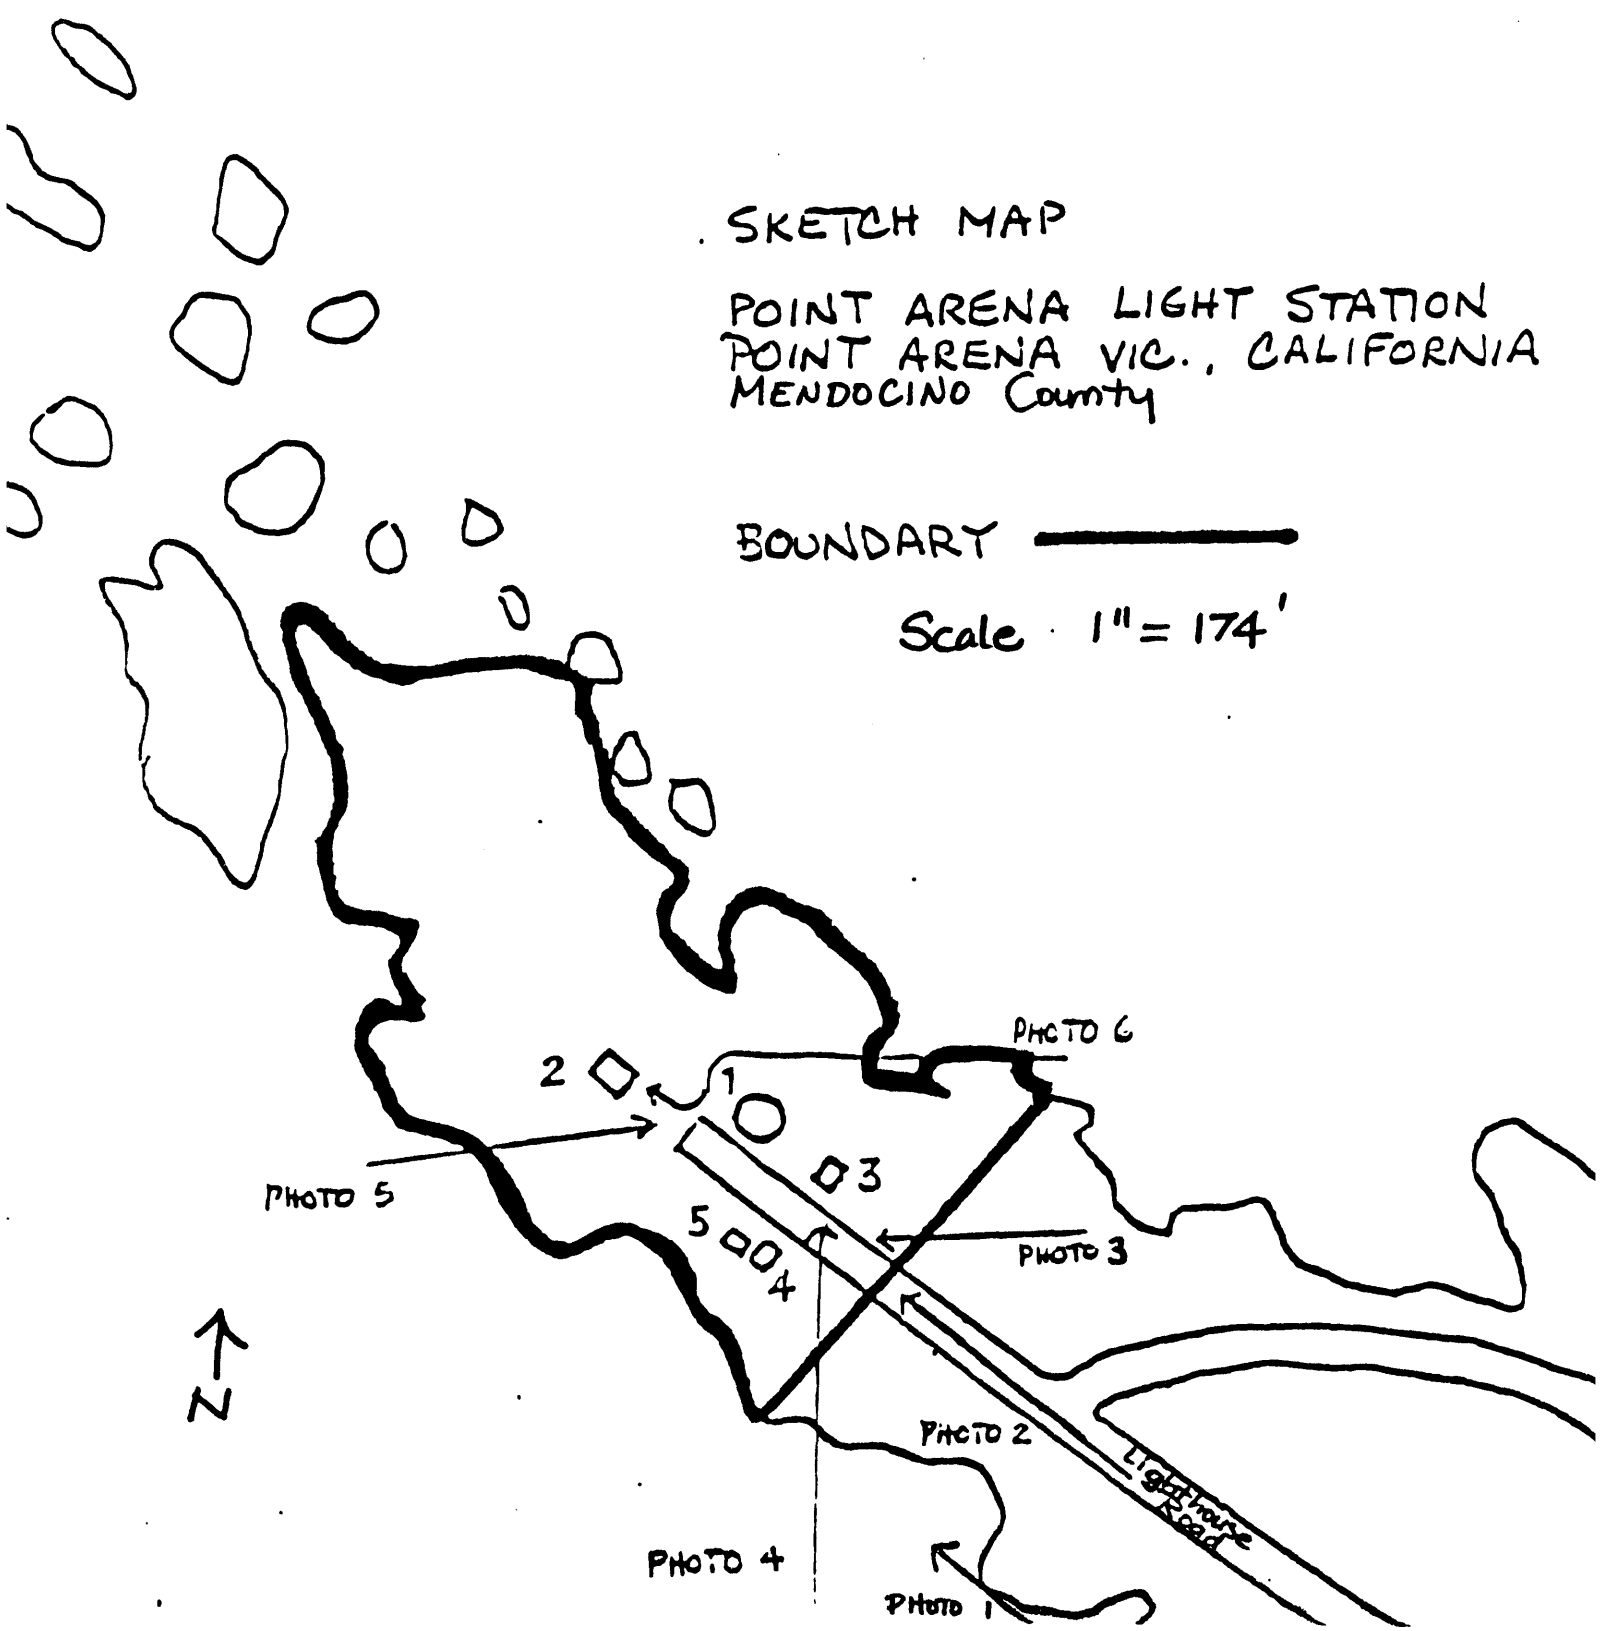 SKETCH MAP
POINT ARENA LIGHT STATION
POINT ARENA VIC., CALIFORNIA
MENDOCINO County
BOUNDARY
Scale 1" = 174'
PHOTO 6
2
1
3
PHOTO 5
5
4
PHOTO 3
N
PHOTO 2
Lighthouse
Road
PHOTO 4
PHOTO 1